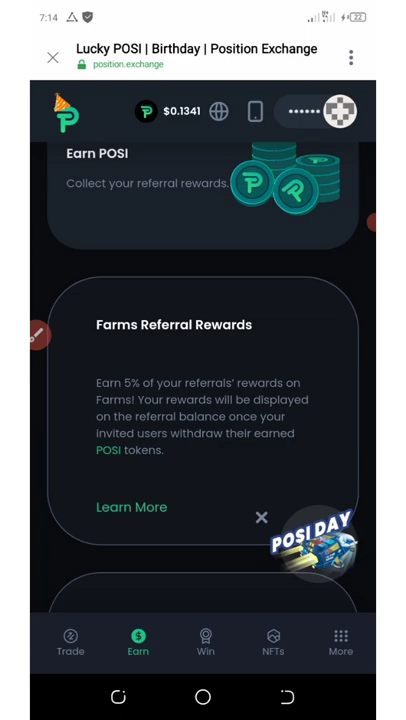 7:14
22
Lucky POSI | Birthday | Position Exchange
position.exchange
$0.1341
Earn POSI
Collect your referral rewards.
Farms Referral Rewards
Earn 5% of your referrals' rewards on
Farms! Your rewards will be displayed
on the referral balance once your
invited users withdraw their earned
POSI tokens.
Learn More
POSI DAY
Trade
Earn
Win
NFTs
More